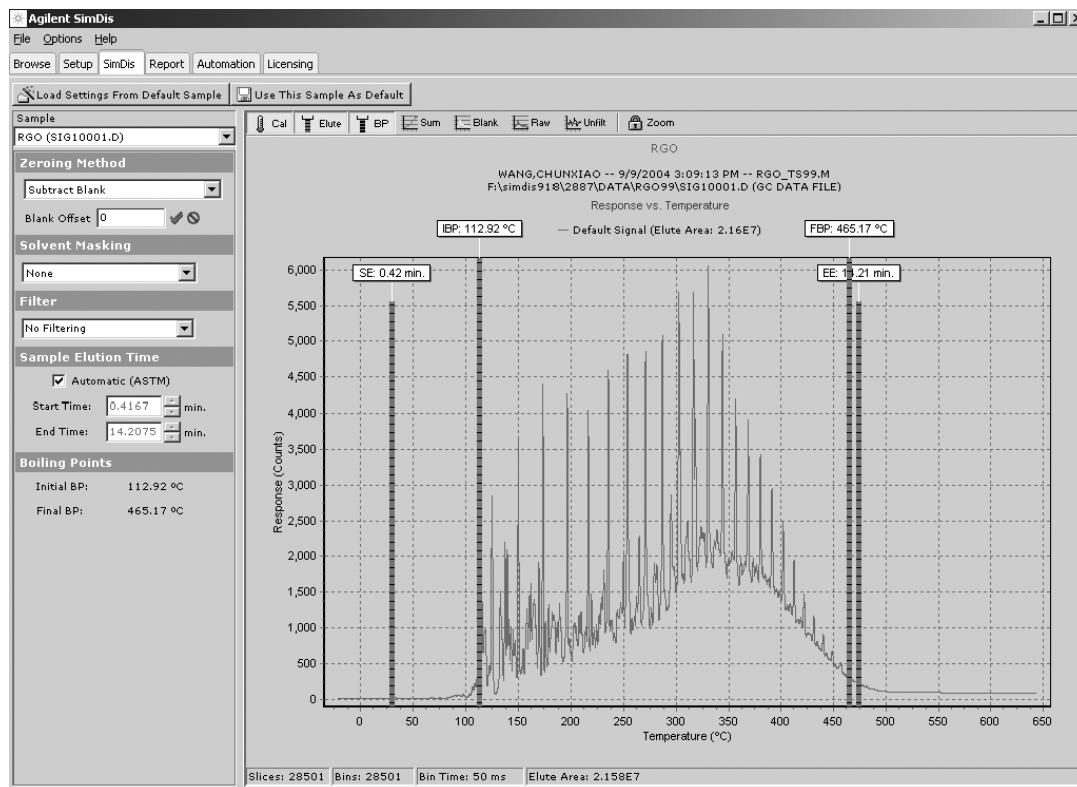 Agilent SimDis
File Options Help
Browse Setup SimDis Report Automation Licensing
Load Settings From Default Sample Use This Sample As Default
Sample
RGO (SIG10001.D)
Zeroing Method
Subtract Blank
Blank Offset 0
Solvent Masking
None
Filter
No Filtering
Sample Elution Time
Automatic (ASTM)
Start Time: 0.4167 min.
End Time: 14.2075 min.
Boiling Points
Initial BP: 112.92 ºC
Final BP: 465.17 ºC
Cal Elute BP Sum Blank Raw Unfilt Zoom
RGO
WANG,CHUNXIAO -- 9/9/2004 3:09:13 PM -- RGO_TS99.M
F:\simdis918\2887\DATA\RGO99\SIG10001.D (GC DATA FILE)
Response vs. Temperature
IBP: 112.92 ºC — Default Signal (Elute Area: 2.16E7) FBP: 465.17 ºC
SE: 0.42 min. EE: 14.21 min.
6,000
5,500
5,000
4,500
4,000
3,500
3,000
2,500
2,000
1,500
1,000
500
0
Response (Counts)
0 50 100 150 200 250 300 350 400 450 500 550 600 650
Temperature (ºC)
Slices: 28501 Bins: 28501 Bin Time: 50 ms Elute Area: 2.158E7